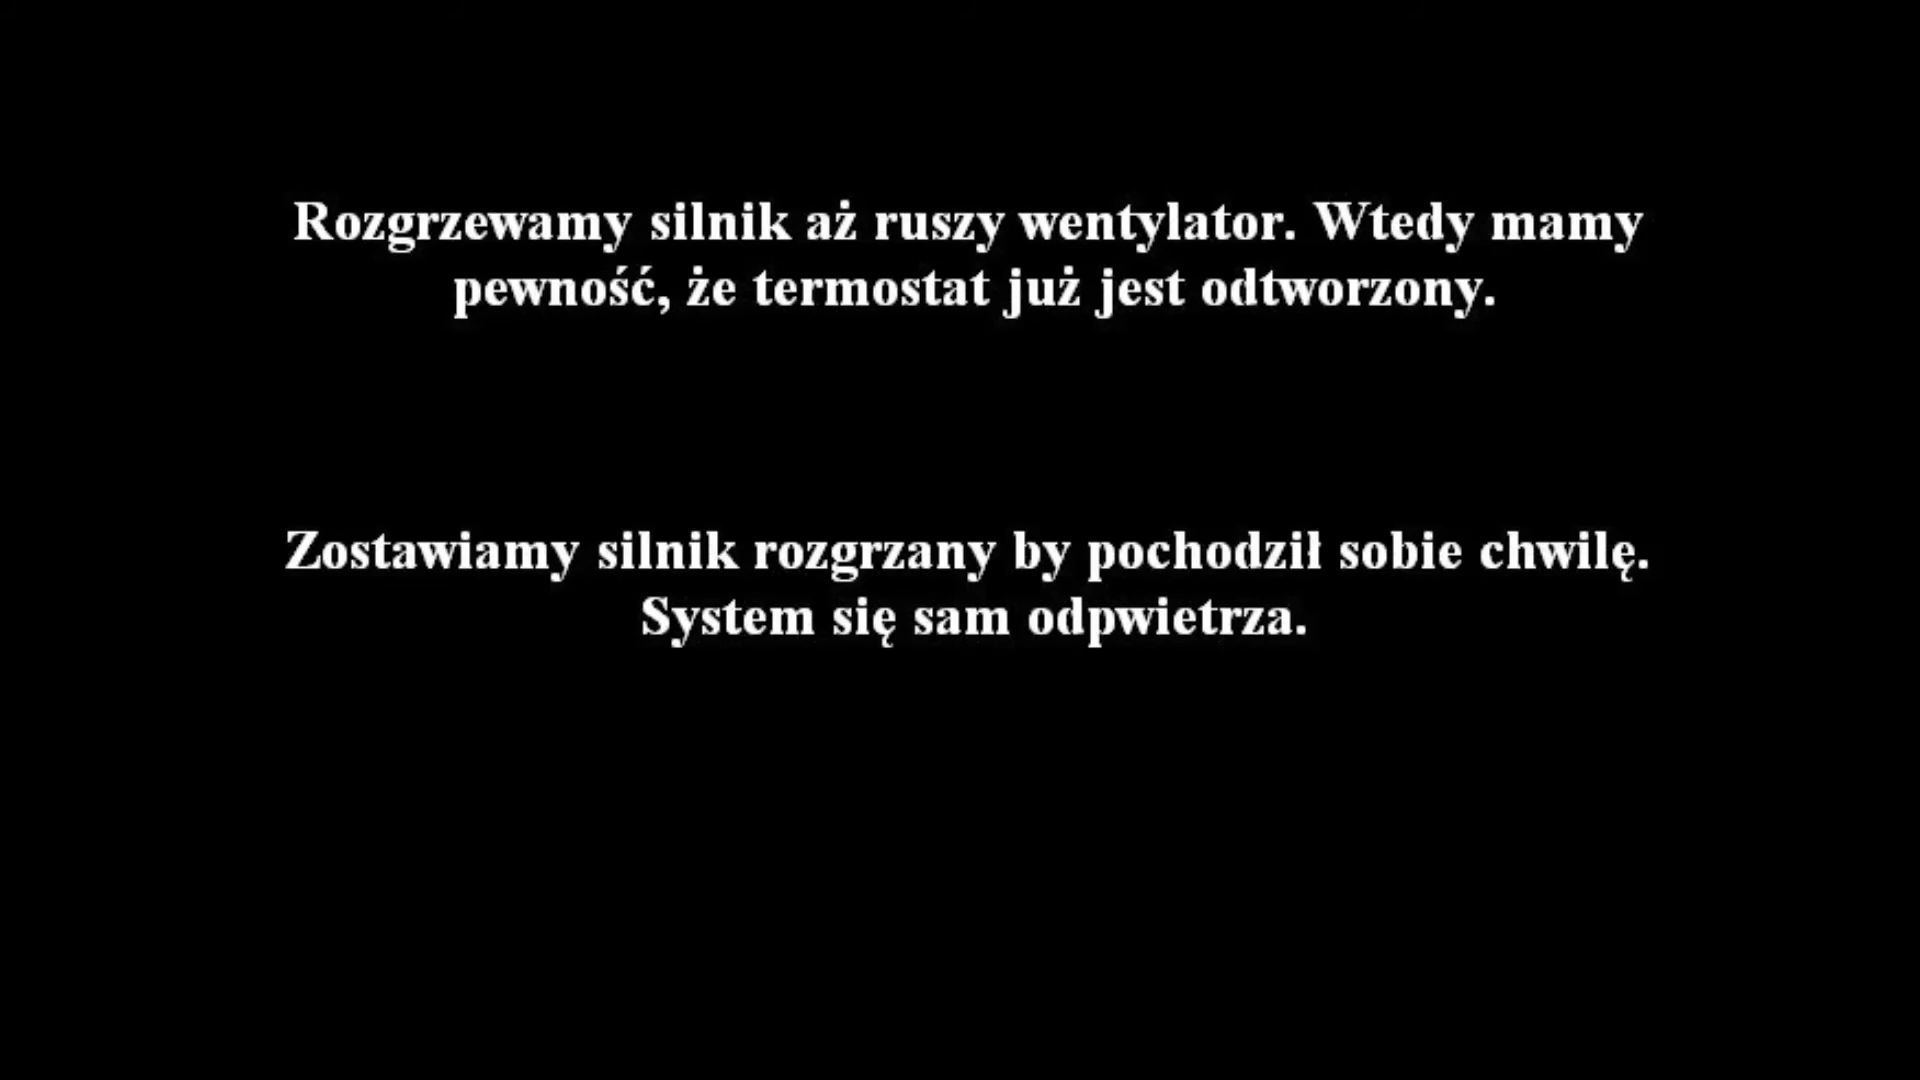 Rozgrzewamy silnik aż ruszy wentylator. Wtedy mamy
pewność, że termostat już jest odtworzony.
Zostawiamy silnik rozgrzany by pochodził sobie chwilę.
System się sam odpwietrza.